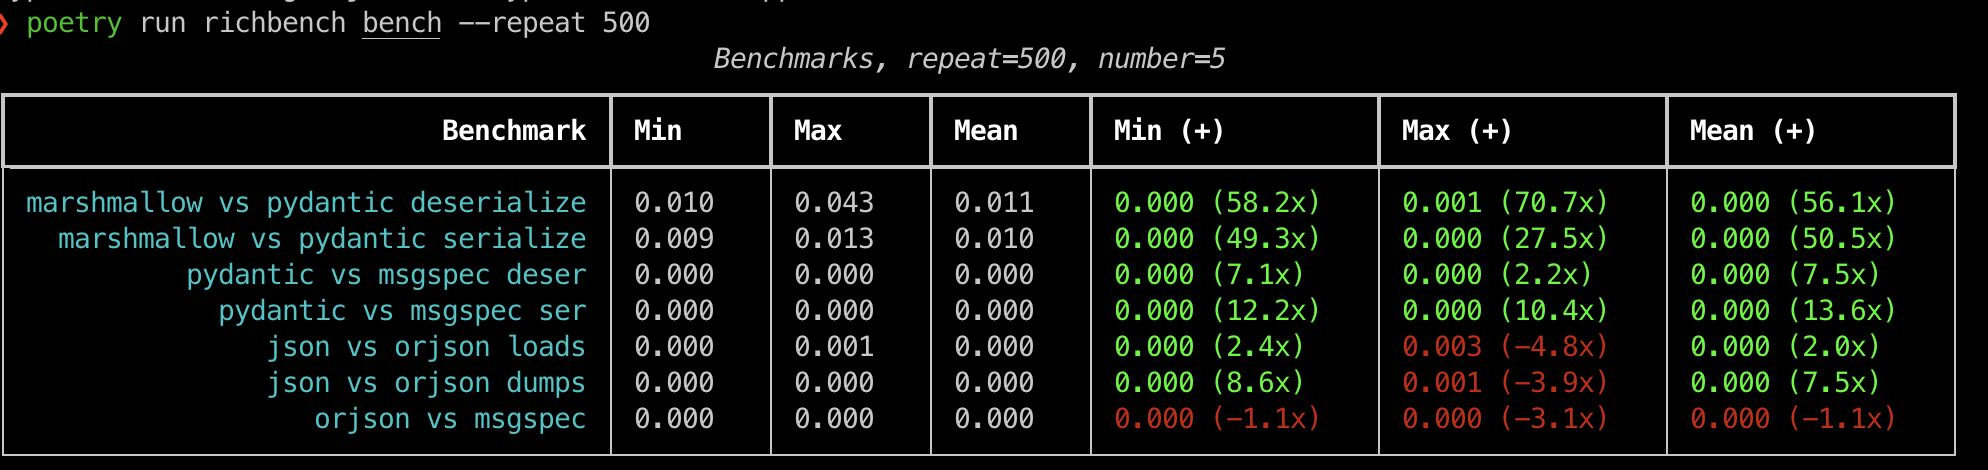 ❯ poetry run richbench bench --repeat 500
Benchmarks, repeat=500, number=5
Benchmark Min Max Mean Min (+) Max (+) Mean (+)
marshmallow vs pydantic deserialize 0.010 0.043 0.011 0.000 (58.2x) 0.001 (70.7x) 0.000 (56.1x)
marshmallow vs pydantic serialize 0.009 0.013 0.010 0.000 (49.3x) 0.000 (27.5x) 0.000 (50.5x)
pydantic vs msgspec deser 0.000 0.000 0.000 0.000 (7.1x) 0.000 (2.2x) 0.000 (7.5x)
pydantic vs msgspec ser 0.000 0.000 0.000 0.000 (12.2x) 0.000 (10.4x) 0.000 (13.6x)
json vs orjson loads 0.000 0.001 0.000 0.000 (2.4x) 0.003 (-4.8x) 0.000 (2.0x)
json vs orjson dumps 0.000 0.000 0.000 0.000 (8.6x) 0.001 (-3.9x) 0.000 (7.5x)
orjson vs msgspec 0.000 0.000 0.000 0.000 (-1.1x) 0.000 (-3.1x) 0.000 (-1.1x)